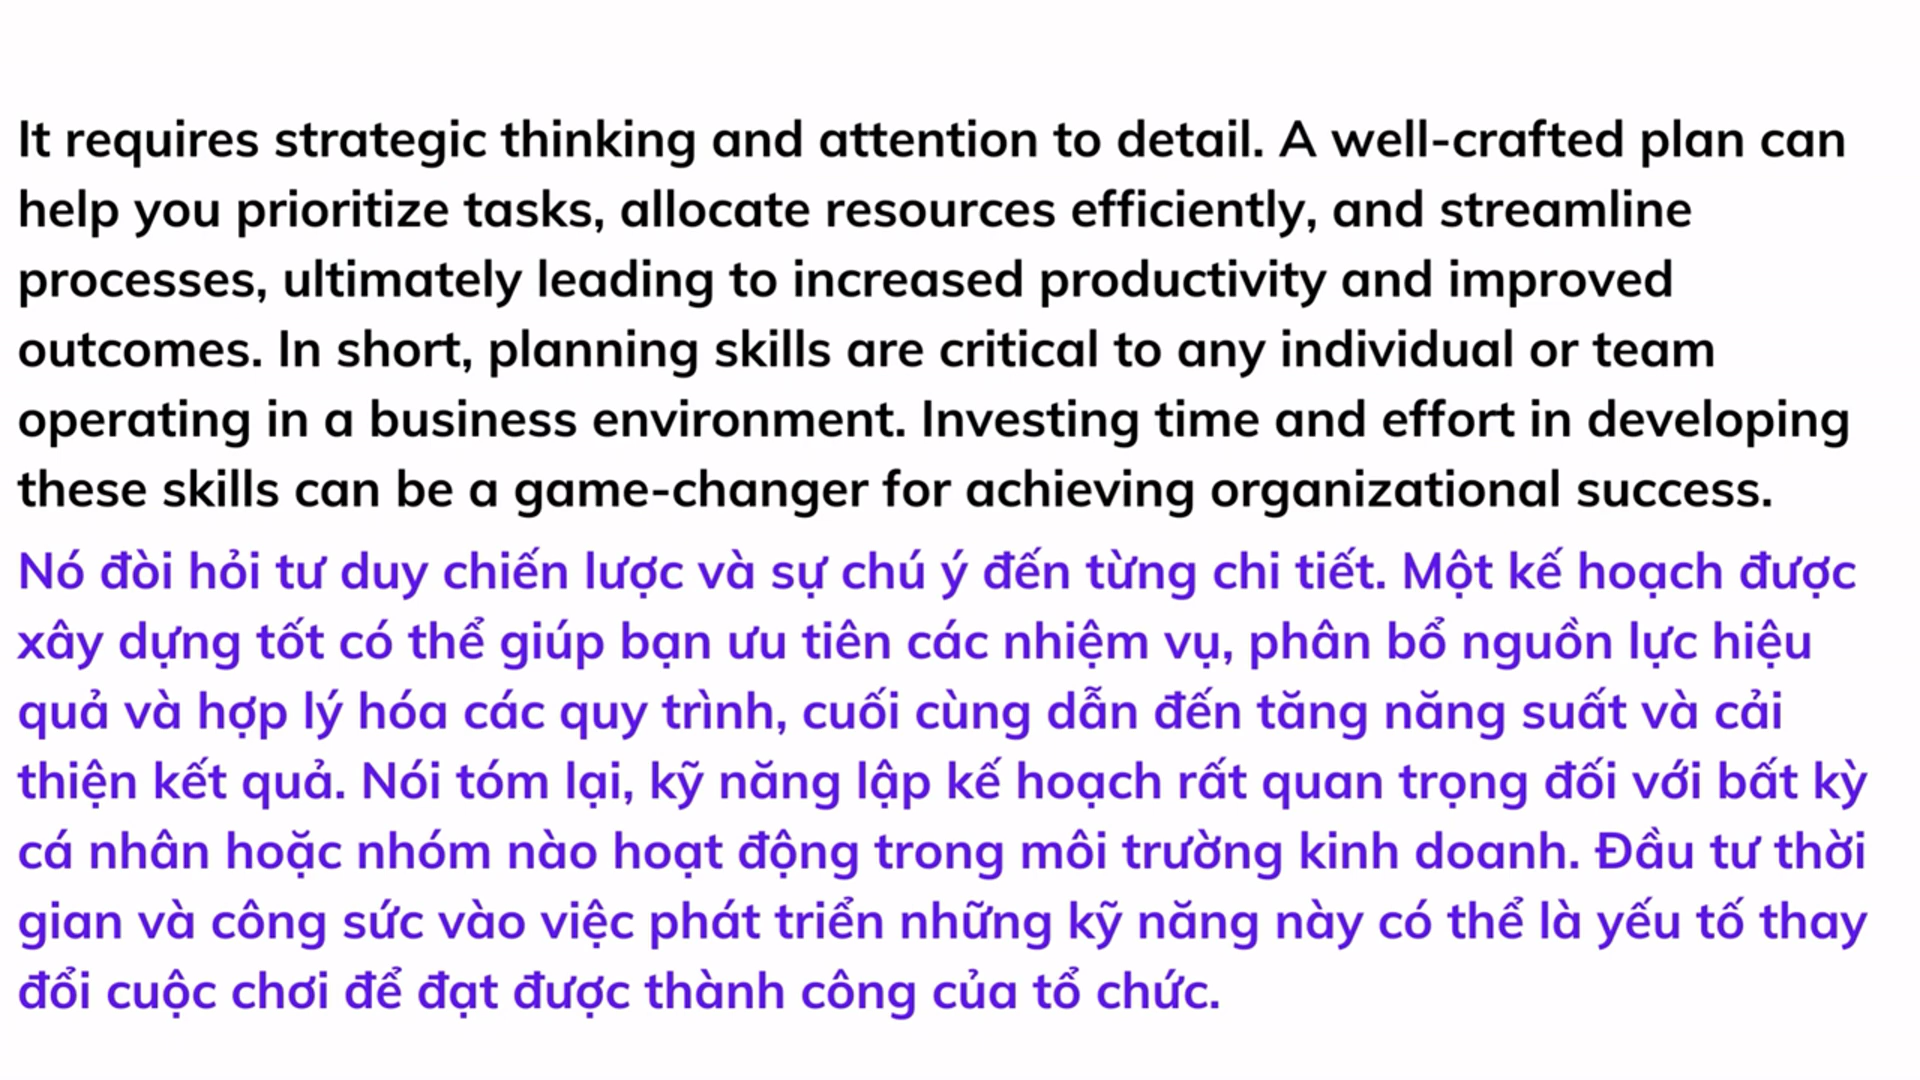 It requires strategic thinking and attention to detail. A well-crafted plan can
help you prioritize tasks, allocate resources efficiently, and streamline
processes, ultimately leading to increased productivity and improved
outcomes. In short, planning skills are critical to any individual or team
operating in a business environment. Investing time and effort in developing
these skills can be a game-changer for achieving organizational success.
Nó đòi hỏi tư duy chiến lược và sự chú ý đến từng chi tiết. Một kế hoạch được
xây dựng tốt có thể giúp bạn ưu tiên các nhiệm vụ, phân bổ nguồn lực hiệu
quả và hợp lý hóa các quy trình, cuối cùng dẫn đến tăng năng suất và cải
thiện kết quả. Nói tóm lại, kỹ năng lập kế hoạch rất quan trọng đối với bất kỳ
cá nhân hoặc nhóm nào hoạt động trong môi trường kinh doanh. Đầu tư thời
gian và công sức vào việc phát triển những kỹ năng này có thể là yếu tố thay
đổi cuộc chơi để đạt được thành công của tổ chức.